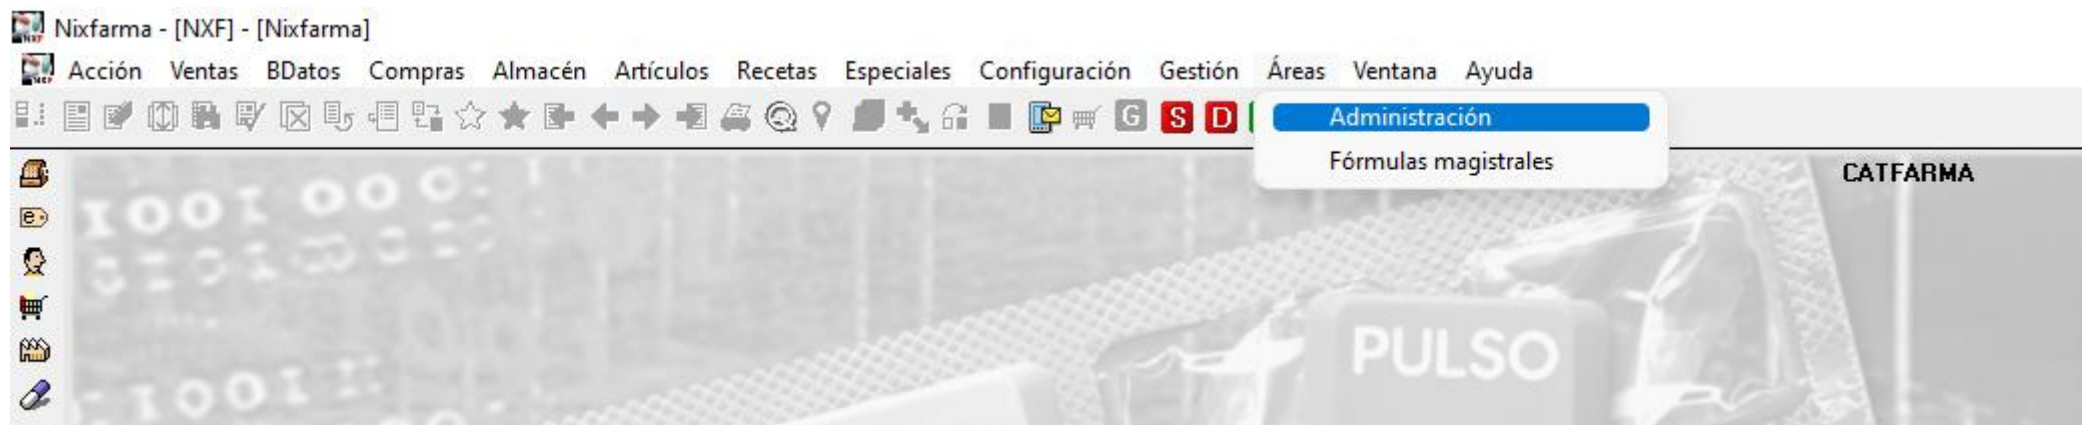 Nixfarma - [NXF] - [Nixfarma]
Acción Ventas BDatos Compras Almacén Artículos Recetas Especiales Configuración Gestión Áreas Ventana Ayuda
G S D
Administración
Fórmulas magistrales
CATFARMA
PULSO